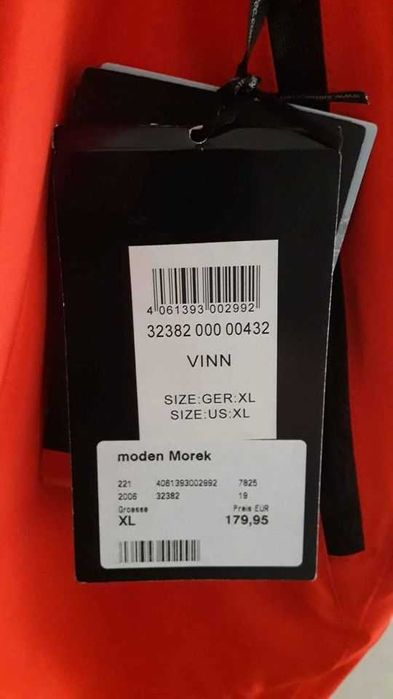 4 061393 002992
32382 000 00432
VINN
SIZE:GER:XL
SIZE:US:XL
moden Morek
221 4061393002992 7825
2006 32382 19
Groesse Preis EUR
XL 179,95